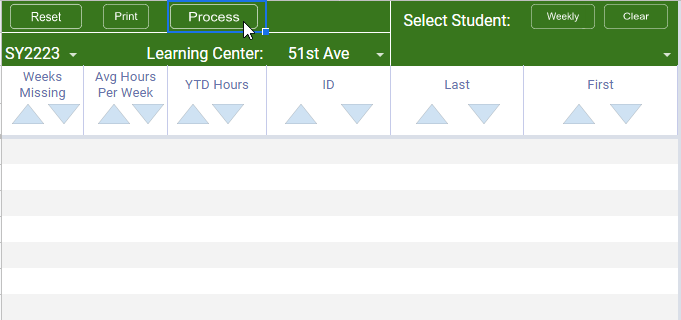 Reset Print Process Select Student: Weekly Clear
SY2223 Learning Center: 51st Ave
Weeks Missing Avg Hours Per Week YTD Hours ID Last First